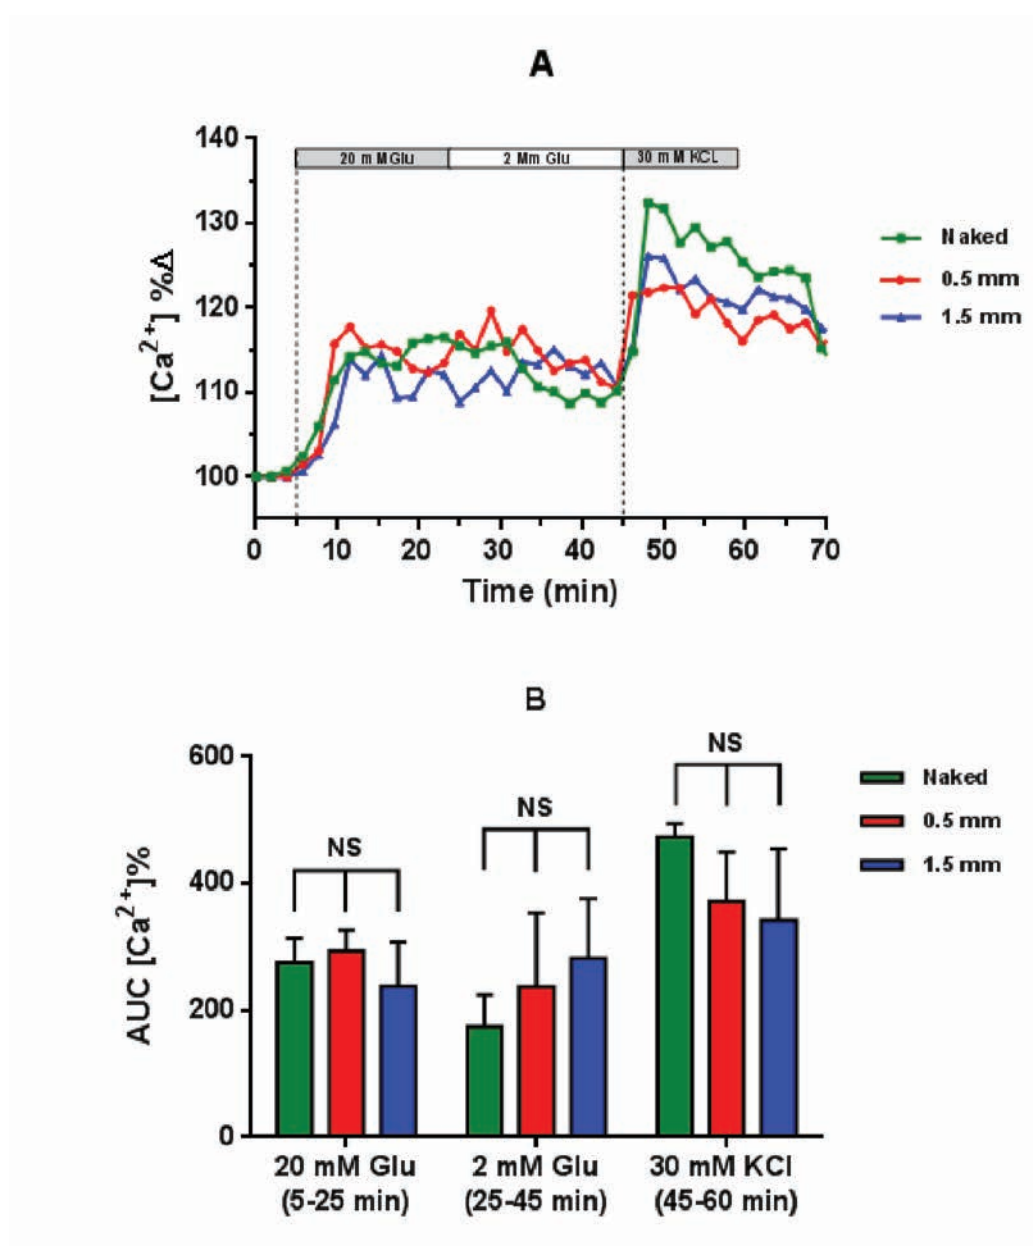 A
140
130
120
110
100
[Ca2+] %Δ
20 m MGlu
2 Mm Glu
30 m M KCL
0
10
20
30
40
50
60
70
Time (min)
Naked
0.5 mm
1.5 mm
B
600
400
200
0
AUC [Ca2+]%
NS
NS
NS
20 mM Glu
(5-25 min)
2 mM Glu
(25-45 min)
30 mM KCl
(45-60 min)
Naked
0.5 mm
1.5 mm